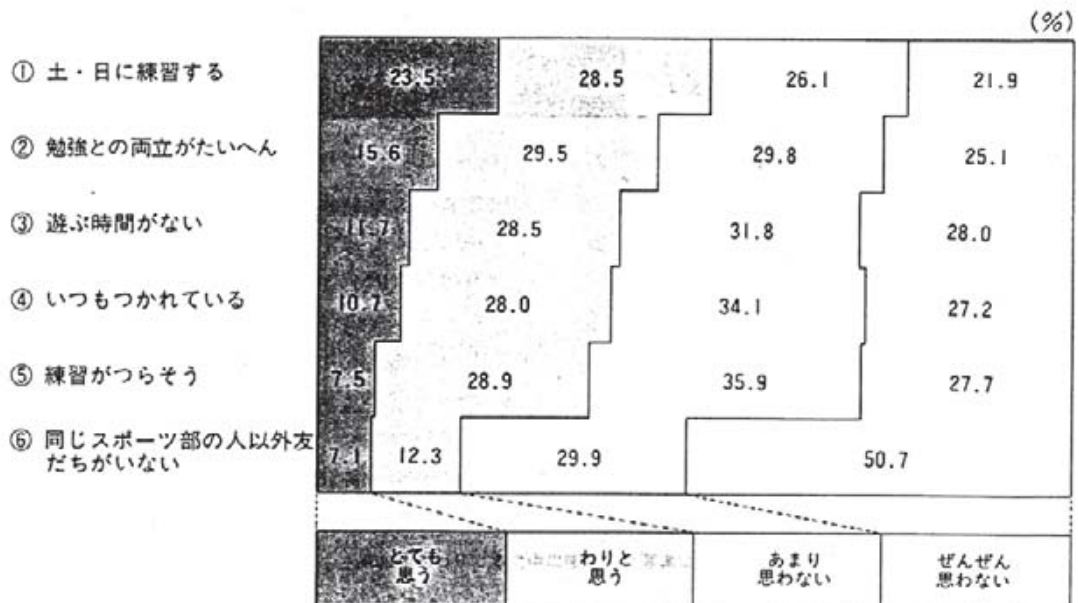 (%)
① 土・日に練習する
23.5 28.5 26.1 21.9
② 勉強との両立がたいへん
15.6 29.5 29.8 25.1
③ 遊ぶ時間がない
11.7 28.5 31.8 28.0
④ いつもつかれている
10.7 28.0 34.1 27.2
⑤ 練習がつらそう
7.5 28.9 35.9 27.7
⑥ 同じスポーツ部の人以外友
だちがいない
7.1 12.3 29.9 50.7
とても
思う
わりと
思う
あまり
思わない
ぜんぜん
思わない